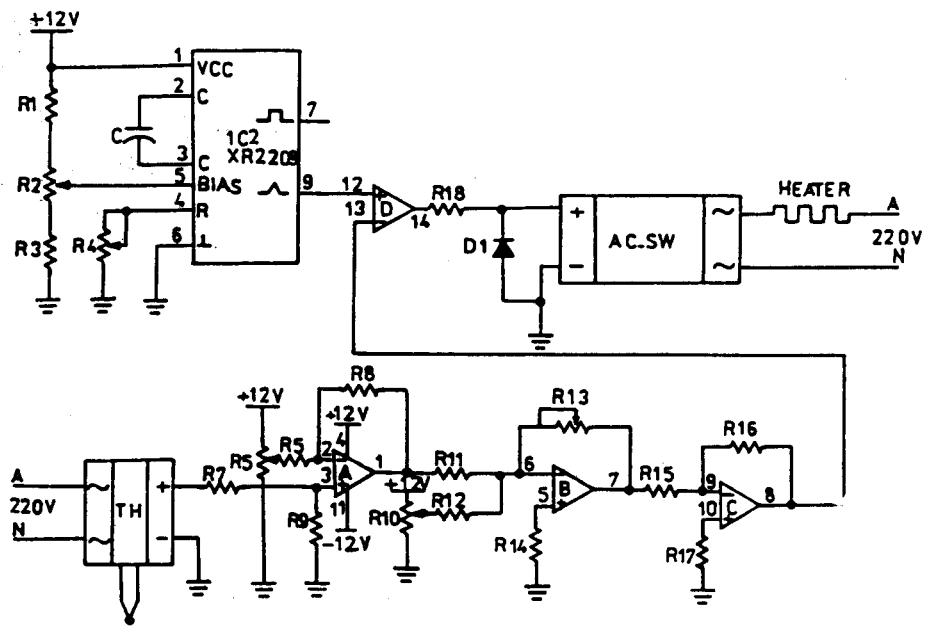 +12V
1
VCC
R1
2
C
7
C
1C2
XR2209
3
C
R2
5
BIAS
9
12
+
R18
HEATER
A
4
R
13
D
14
+
~
220V
R3
R4
6
⊥
D1
AC-SW
N
−
~
R8
+12V
+12V
R13
4
R16
R5
R5
2
A
1
R11
6
−
7
R15
9
−
8
A
R7
3
+
+
2V
B
C
220V
~
+
11
R12
5
+
10
+
TH
R9
R10
N
~
−
-12V
R14
R17